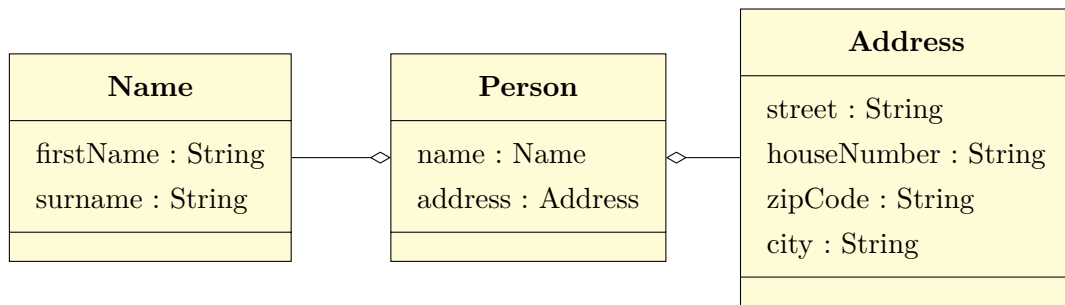 Name
firstName : String
surname : String
Person
name : Name
address : Address
Address
street : String
houseNumber : String
zipCode : String
city : String